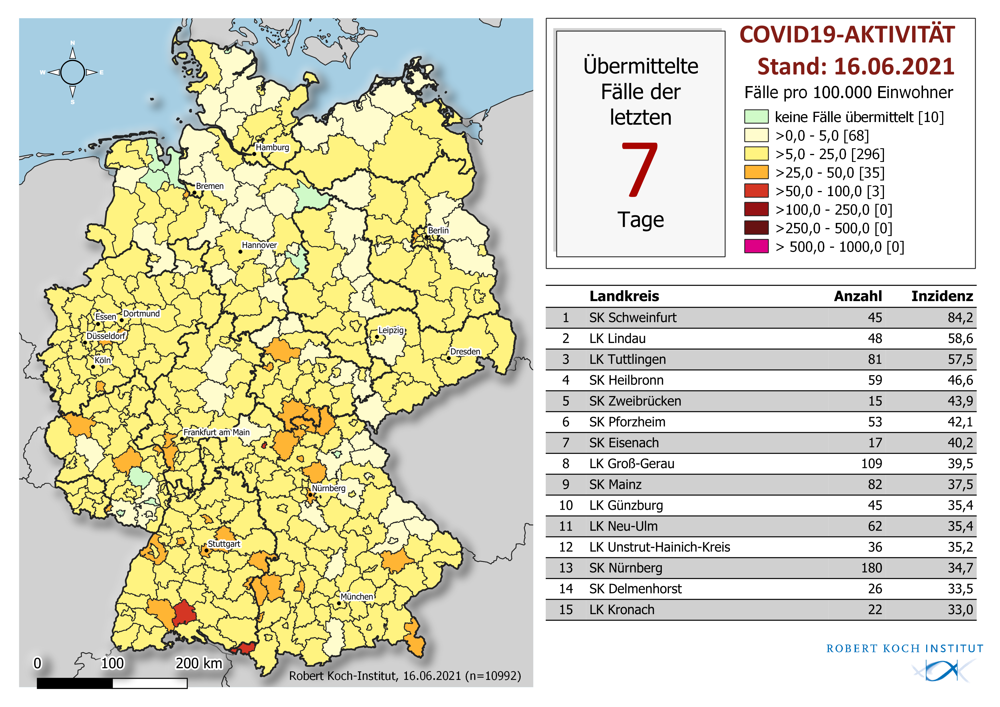 N
W
E
S
Hamburg
Bremen
Berlin
Hannover
Essen
Dortmund
Düsseldorf
Leipzig
Köln
Dresden
Frankfurt am Main
Nürnberg
Stuttgart
München
0 100 200 km
Robert Koch-Institut, 16.06.2021 (n=10992)
Übermittelte
Fälle der
letzten
7
Tage
COVID19-AKTIVITÄT
Stand: 16.06.2021
Fälle pro 100.000 Einwohner
keine Fälle übermittelt [10]
>0,0 - 5,0 [68]
>5,0 - 25,0 [296]
>25,0 - 50,0 [35]
>50,0 - 100,0 [3]
>100,0 - 250,0 [0]
>250,0 - 500,0 [0]
> 500,0 - 1000,0 [0]
Landkreis Anzahl Inzidenz
1 SK Schweinfurt 45 84,2
2 LK Lindau 48 58,6
3 LK Tuttlingen 81 57,5
4 SK Heilbronn 59 46,6
5 SK Zweibrücken 15 43,9
6 SK Pforzheim 53 42,1
7 SK Eisenach 17 40,2
8 LK Groß-Gerau 109 39,5
9 SK Mainz 82 37,5
10 LK Günzburg 45 35,4
11 LK Neu-Ulm 62 35,4
12 LK Unstrut-Hainich-Kreis 36 35,2
13 SK Nürnberg 180 34,7
14 SK Delmenhorst 26 33,5
15 LK Kronach 22 33,0
ROBERT KOCH INSTITUT